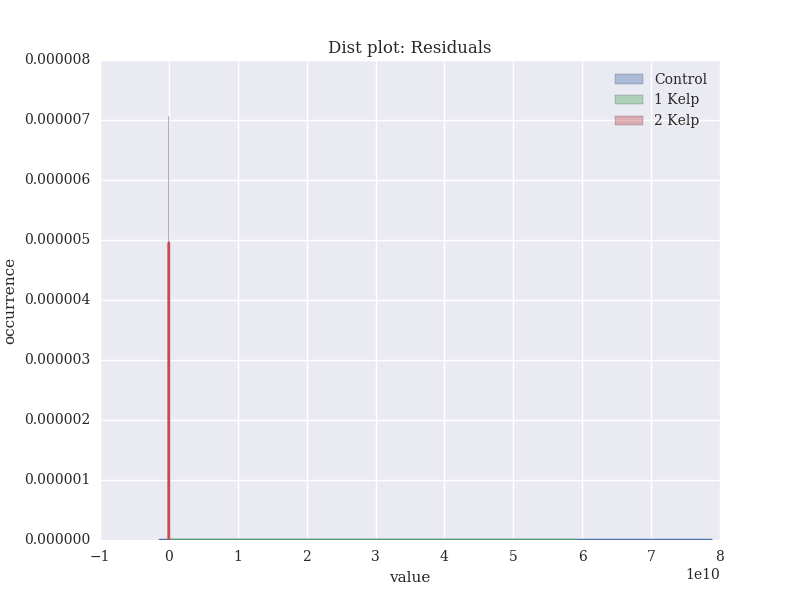 Dist plot: Residuals
0.000008
0.000007
0.000006
0.000005
0.000004
0.000003
0.000002
0.000001
0.000000
occurrence
Control
1 Kelp
2 Kelp
−1 0 1 2 3 4 5 6 7 8
1e10
value